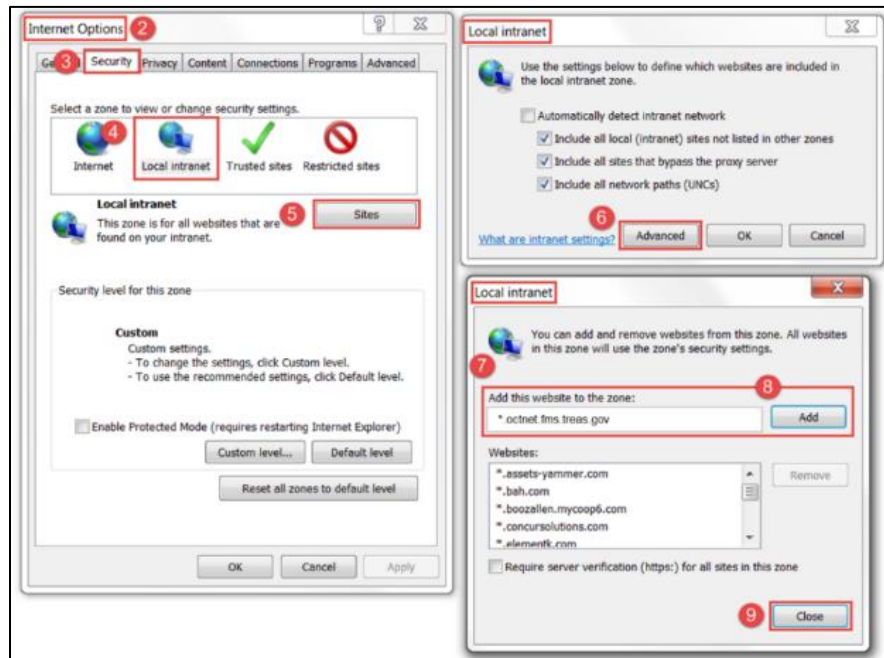 Internet Options 2
3
Ge Security Privacy Content Connections Programs Advanced
Select a zone to view or change security settings.
4
Internet Local intranet Trusted sites Restricted sites
Local intranet
This zone is for all websites that are found on your intranet.
5 Sites
Security level for this zone
Custom
Custom settings.
- To change the settings, click Custom level.
- To use the recommended settings, click Default level.
Enable Protected Mode (requires restarting Internet Explorer)
Custom level... Default level
Reset all zones to default level
OK Cancel Apply
Local intranet
Use the settings below to define which websites are included in
the local intranet zone.
Automatically detect intranet network
Include all local (intranet) sites not listed in other zones
Include all sites that bypass the proxy server
Include all network paths (UNCs)
6
What are intranet settings? Advanced OK Cancel
Local intranet
You can add and remove websites from this zone. All websites
in this zone will use the zone's security settings.
7
8
Add this website to the zone:
*.octnet.fms.treas.gov Add
Websites:
*.assets-yammer.com Remove
*.bah.com
*.boozallen.mycoop6.com
*.concursolutions.com
*.elementk.com
Require server verification (https:) for all sites in this zone
9 Close